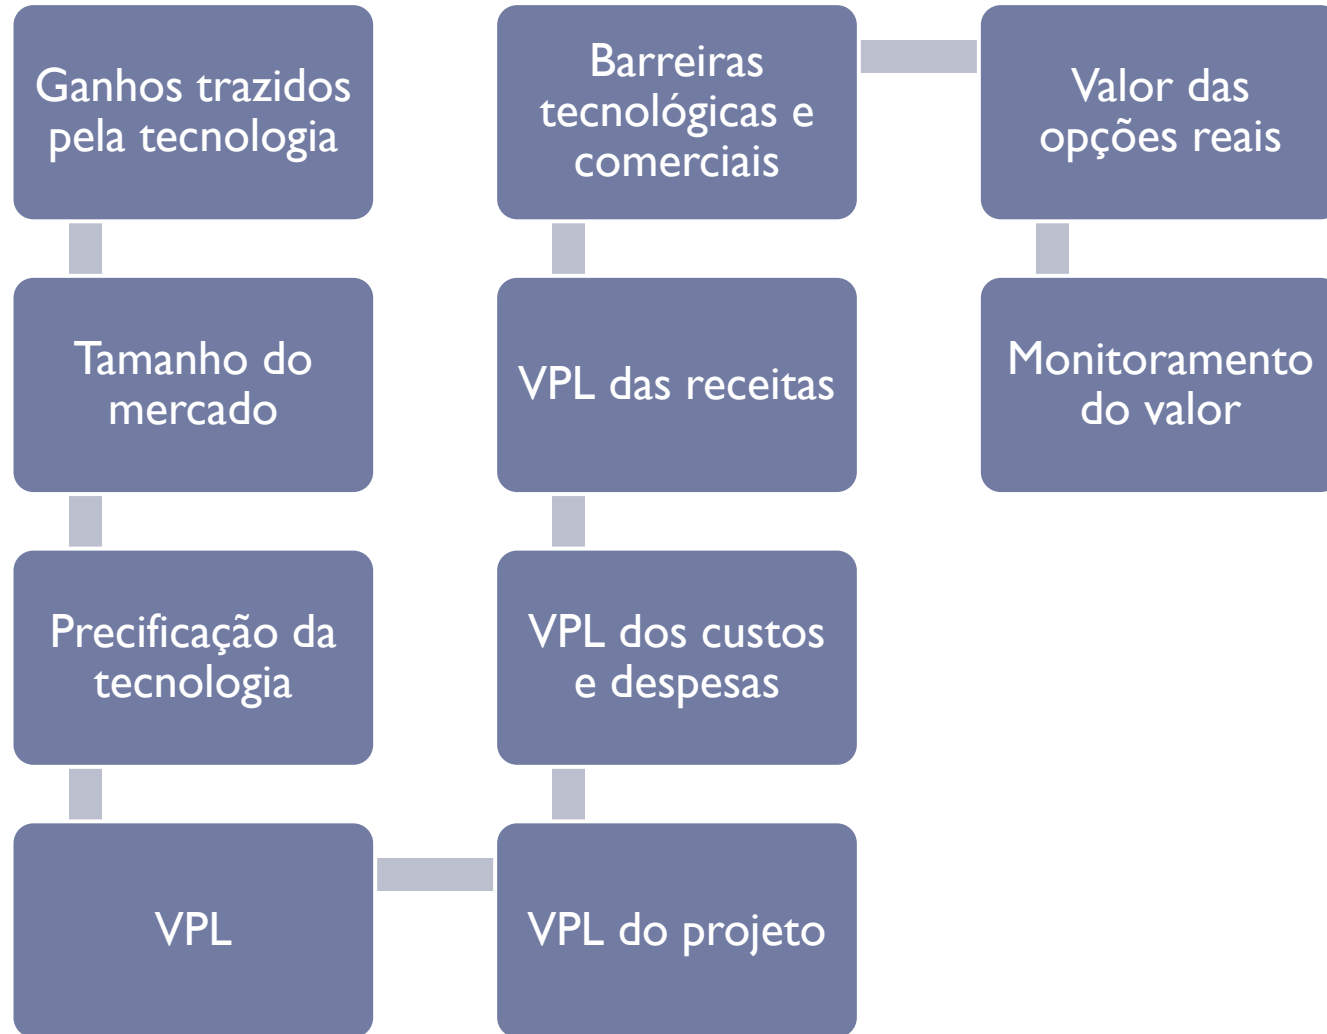 Ganhos trazidos
pela tecnologia
Tamanho do
mercado
Precificação da
tecnologia
VPL
VPL do projeto
VPL dos custos
e despesas
VPL das receitas
Barreiras
tecnológicas e
comerciais
Valor das
opções reais
Monitoramento
do valor